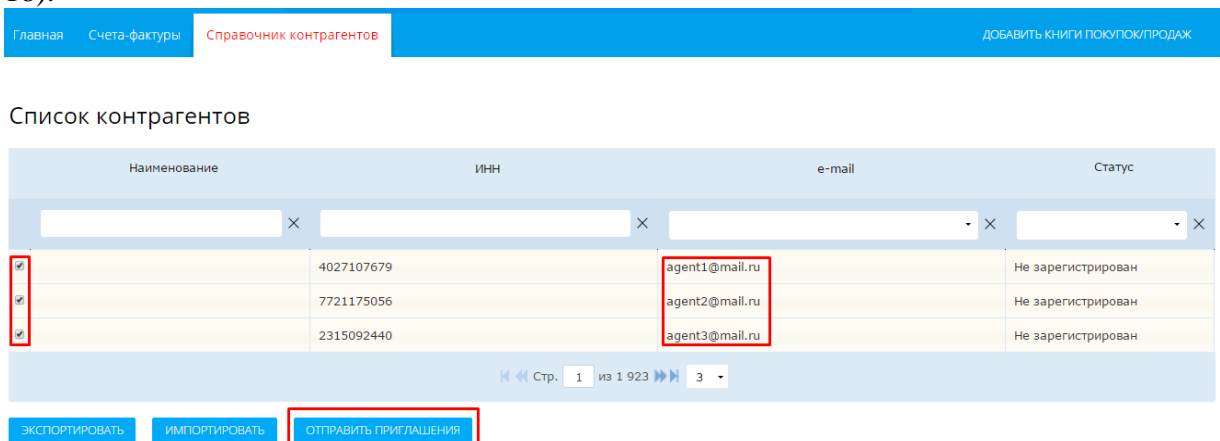 Главная Счета-фактуры Справочник контрагентов ДОБАВИТЬ КНИГИ ПОКУПОК/ПРОДАЖ
Список контрагентов
Наименование ИНН e-mail Статус
4027107679 agent1@mail.ru Не зарегистрирован
7721175056 agent2@mail.ru Не зарегистрирован
2315092440 agent3@mail.ru Не зарегистрирован
Стр. 1 из 1 923 3
ЭКСПОРТИРОВАТЬ ИМПОРТИРОВАТЬ ОТПРАВИТЬ ПРИГЛАШЕНИЯ